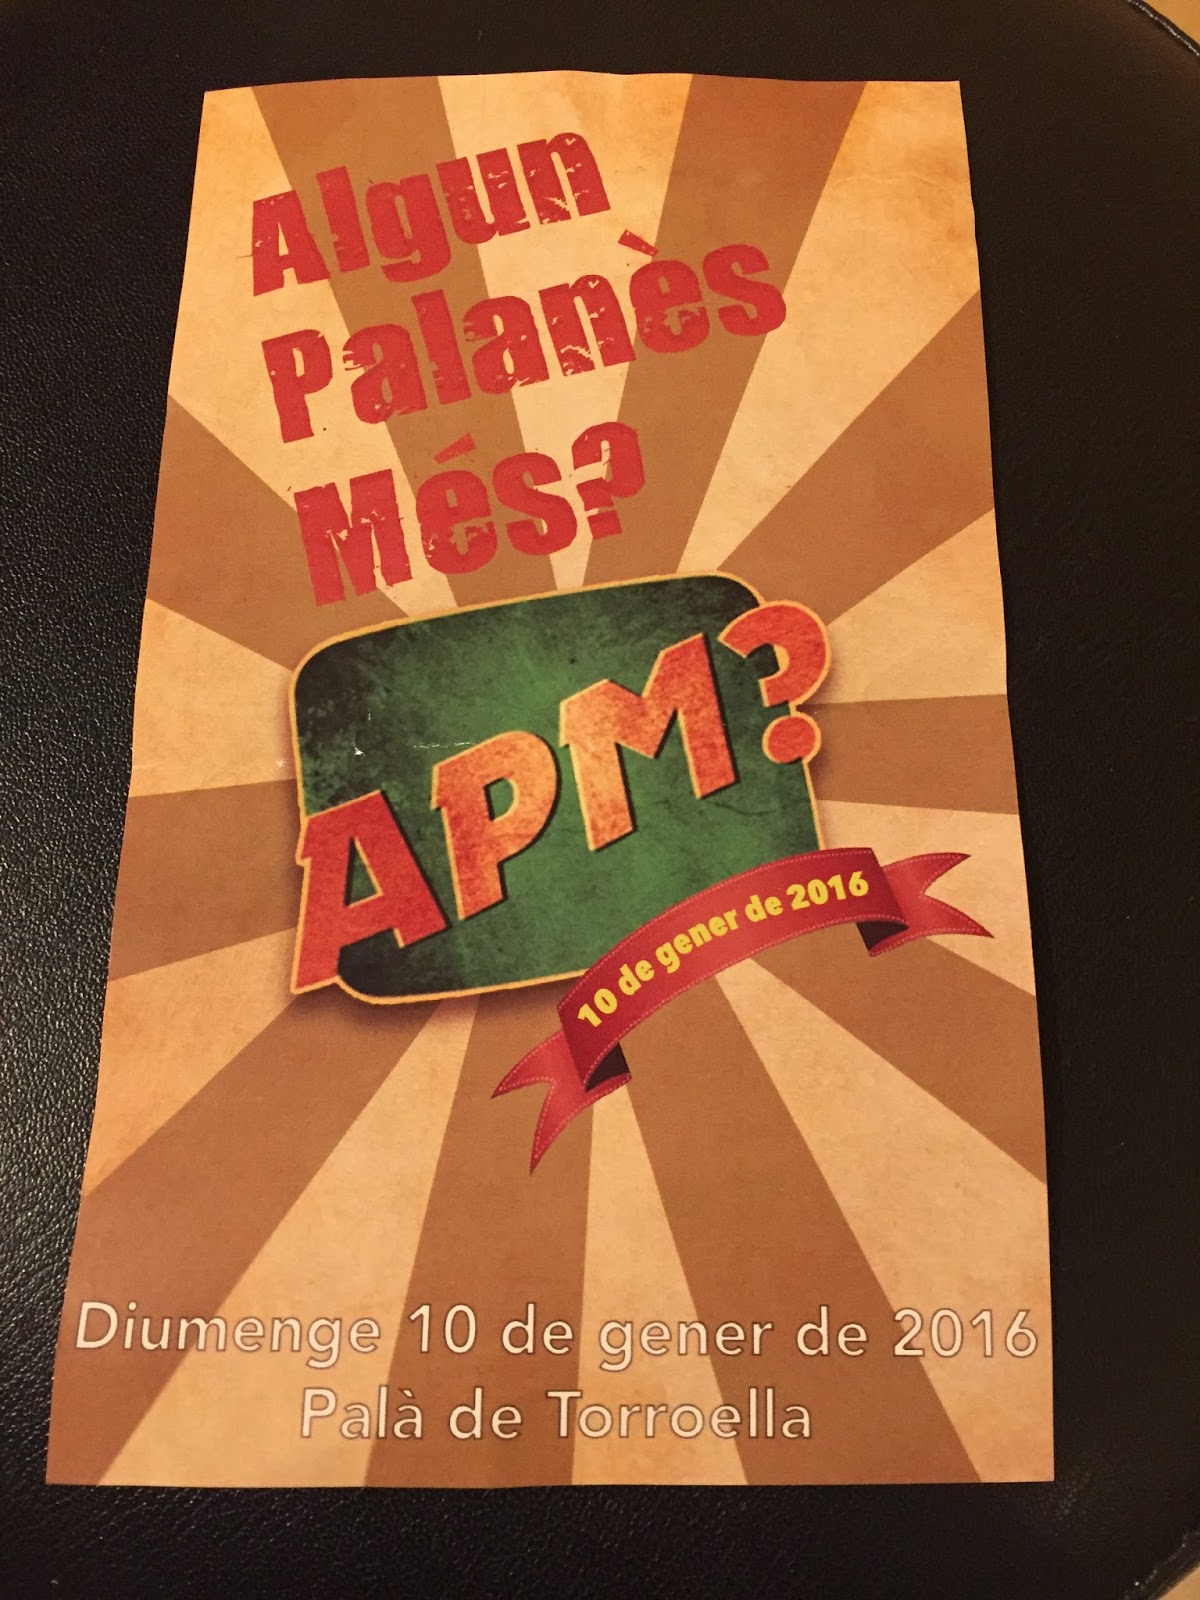 Algun
Palanès
Més?
APM?
10 de gener de 2016
Diumenge 10 de gener de 2016
Palà de Torroella